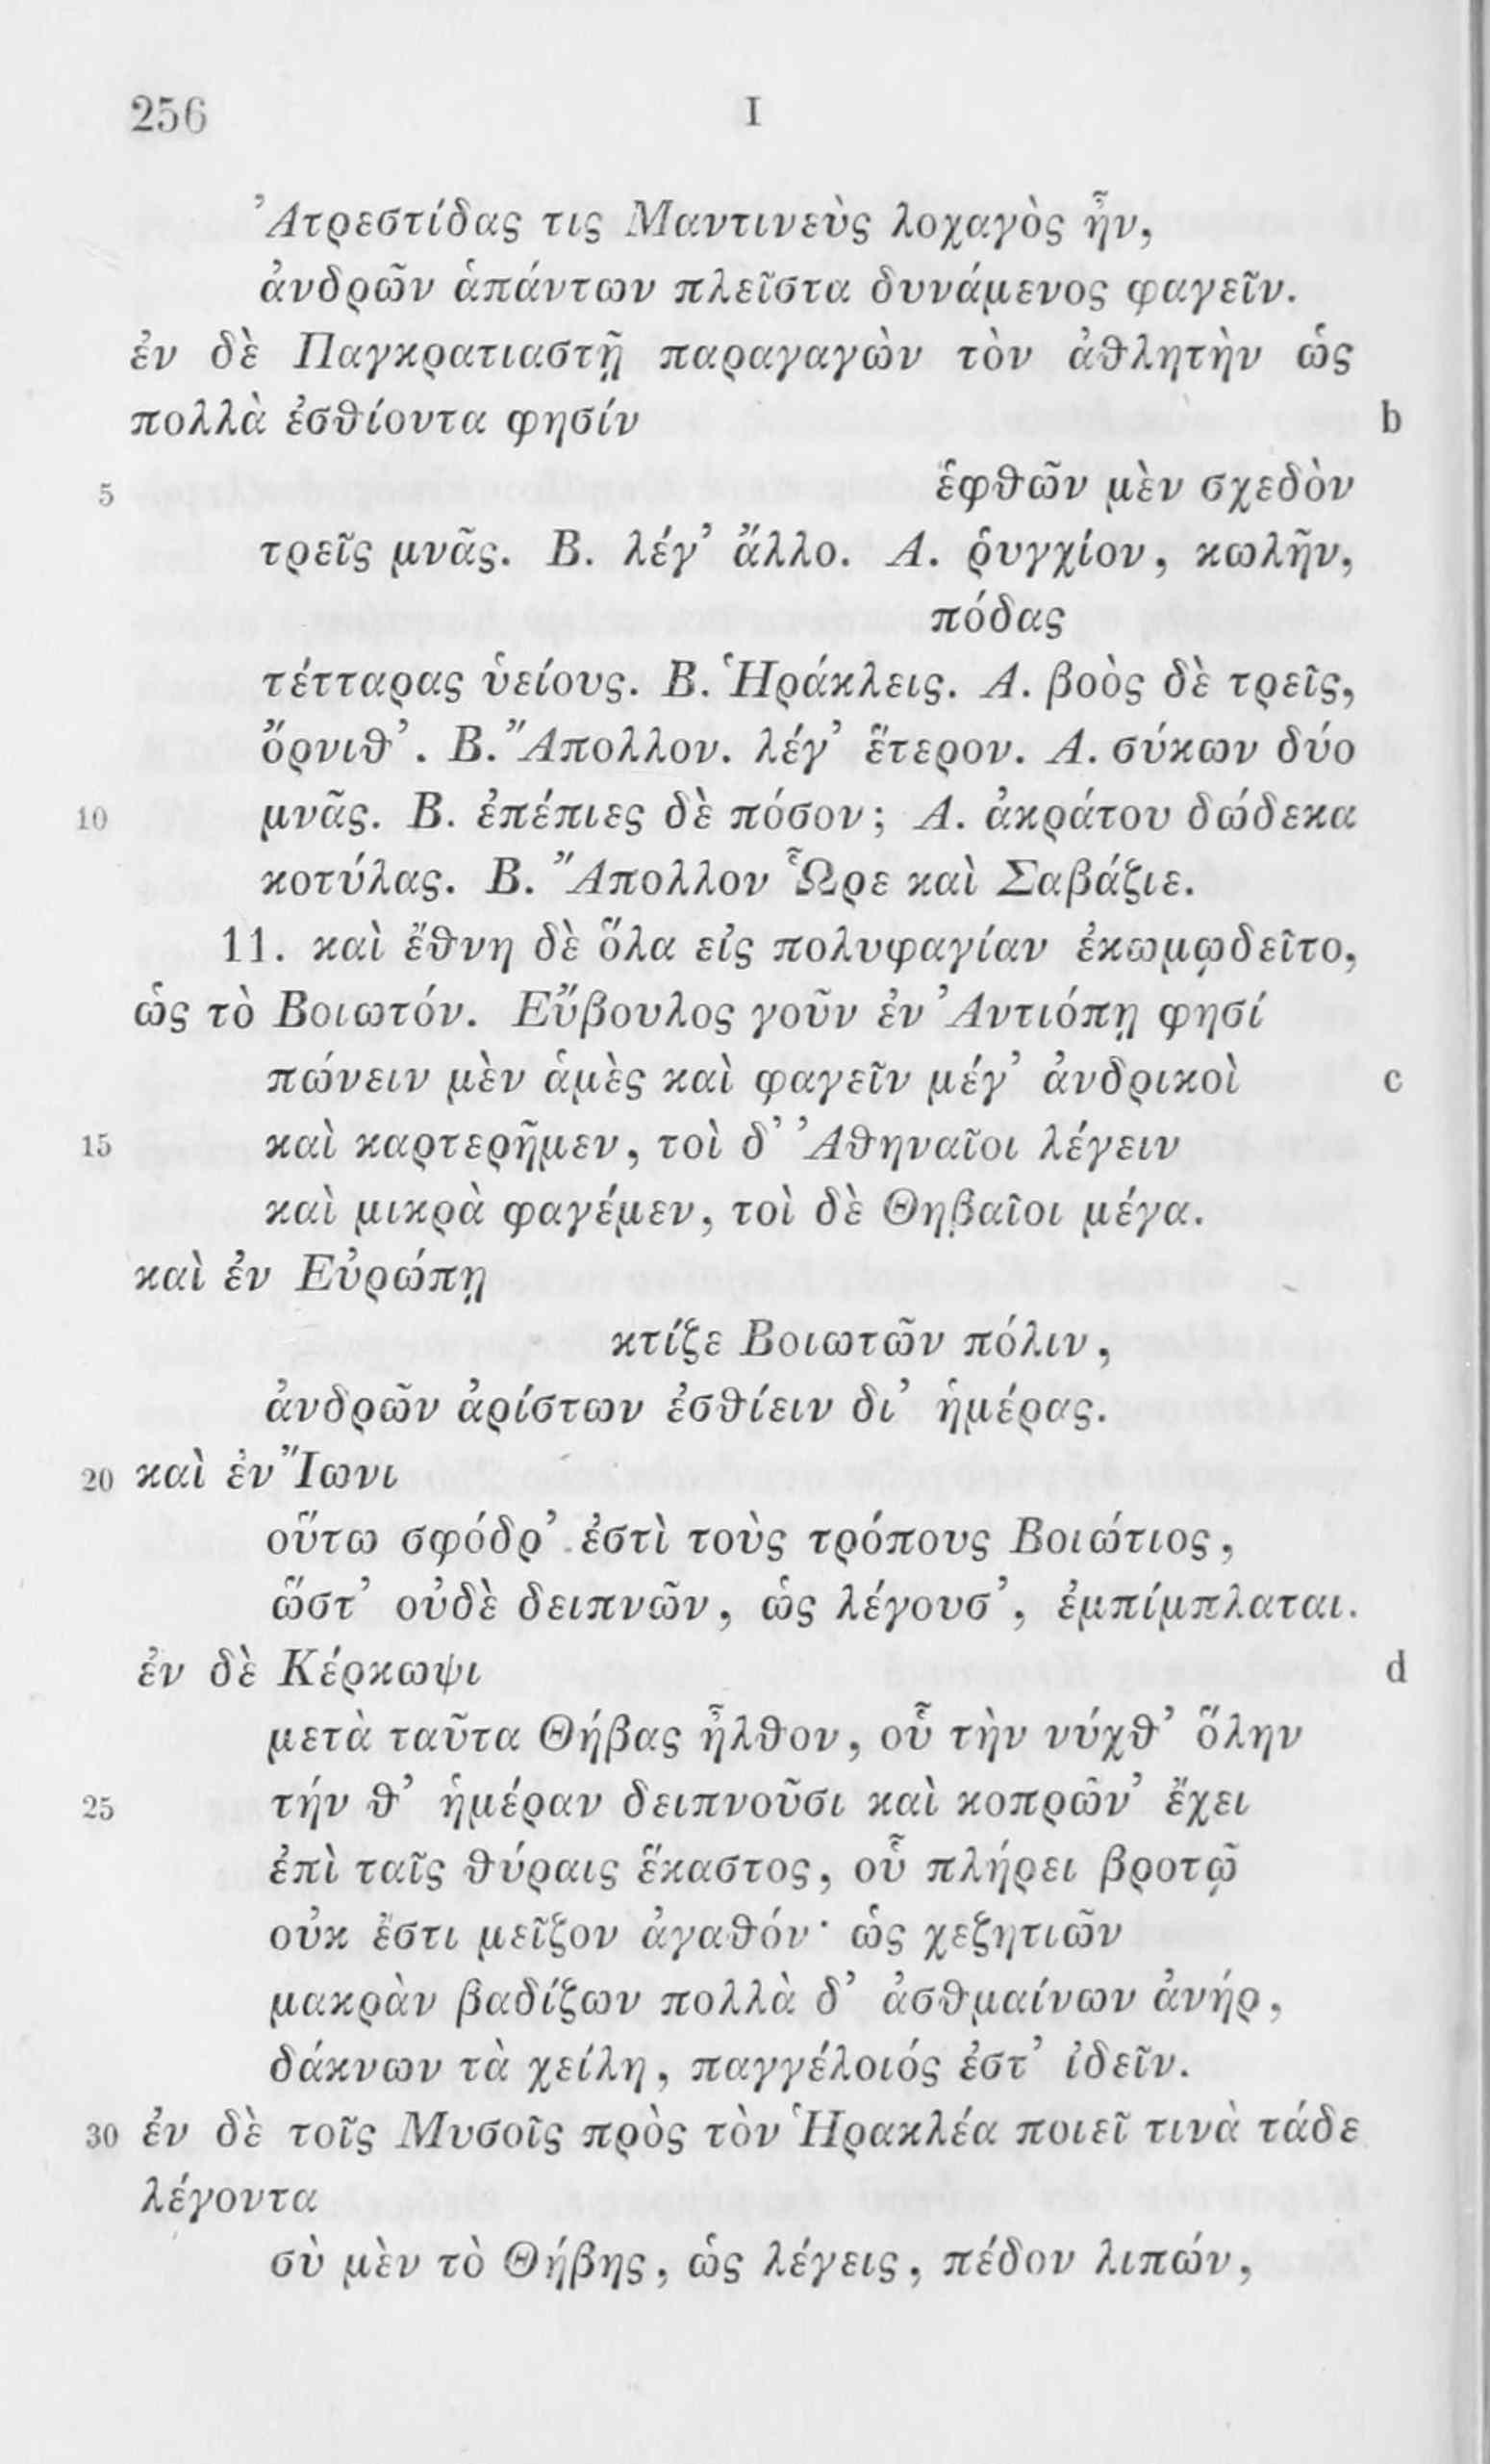 256 I
Ἀτρεστίδας τις Μαντινεὺς λοχαγὸς ἦν,
ἀνδρῶν ἁπάντων πλεῖστα δυνάμενος φαγεῖν.
ἐν δὲ Παγκρατιαστῇ παραγαγὼν τὸν ἀθλητὴν ὡς
πολλὰ ἐσθίοντα φησίν b
5 ἑφθῶν μὲν σχεδὸν
τρεῖς μνᾶς. Β. λέγ’ ἄλλο. Α. ῥυγχίον, κωλῆν,
πόδας
τέτταρας ὑείους. Β. Ἡράκλεις. Α. βοὸς δὲ τρεῖς,
ὄρνιθ’. Β. Ἄπολλον. λέγ’ ἕτερον. Α. σύκων δύο
10 μνᾶς. Β. ἐπέπιες δὲ πόσον; Α. ἀκράτου δώδεκα
κοτύλας. Β. Ἄπολλον Ὧρε καὶ Σαβάζιε.
11. καὶ ἔθνη δὲ ὅλα εἰς πολυφαγίαν ἐκωμῳδεῖτο,
ὡς τὸ Βοιωτόν. Εὔβουλος γοῦν ἐν Ἀντιόπῃ φησί
πώνειν μὲν ἁμὲς καὶ φαγεῖν μέγ’ ἀνδρικοὶ c
15 καὶ καρτερῆμεν, τοὶ δ’ Ἀθηναῖοι λέγειν
καὶ μικρὰ φαγέμεν, τοὶ δὲ Θηβαῖοι μέγα.
καὶ ἐν Εὐρώπῃ
κτίζε Βοιωτῶν πόλιν,
ἀνδρῶν ἀρίστων ἐσθίειν δι’ ἡμέρας.
20 καὶ ἐν Ἴωνι
οὕτω σφόδρ’ ἐστὶ τοὺς τρόπους Βοιώτιος,
ὥστ’ οὐδὲ δειπνῶν, ὡς λέγουσ’, ἐμπίμπλαται.
ἐν δὲ Κέρκωψι d
μετὰ ταῦτα Θήβας ἦλθον, οὗ τὴν νύχθ’ ὅλην
25 τήν θ’ ἡμέραν δειπνοῦσι καὶ κοπρῶν’ ἔχει
ἐπὶ ταῖς θύραις ἕκαστος, οὗ πλήρει βροτῷ
οὐκ ἔστι μεῖζον ἀγαθόν· ὡς χεζητιῶν
μακρὰν βαδίζων πολλὰ δ’ ἀσθμαίνων ἀνήρ,
δάκνων τὰ χείλη, παγγέλοιός ἐστ’ ἰδεῖν.
30 ἐν δὲ τοῖς Μυσοῖς πρὸς τὸν Ἡρακλέα ποιεῖ τινὰ τάδε
λέγοντα
σὺ μὲν τὸ Θήβης, ὡς λέγεις, πέδον λιπών,